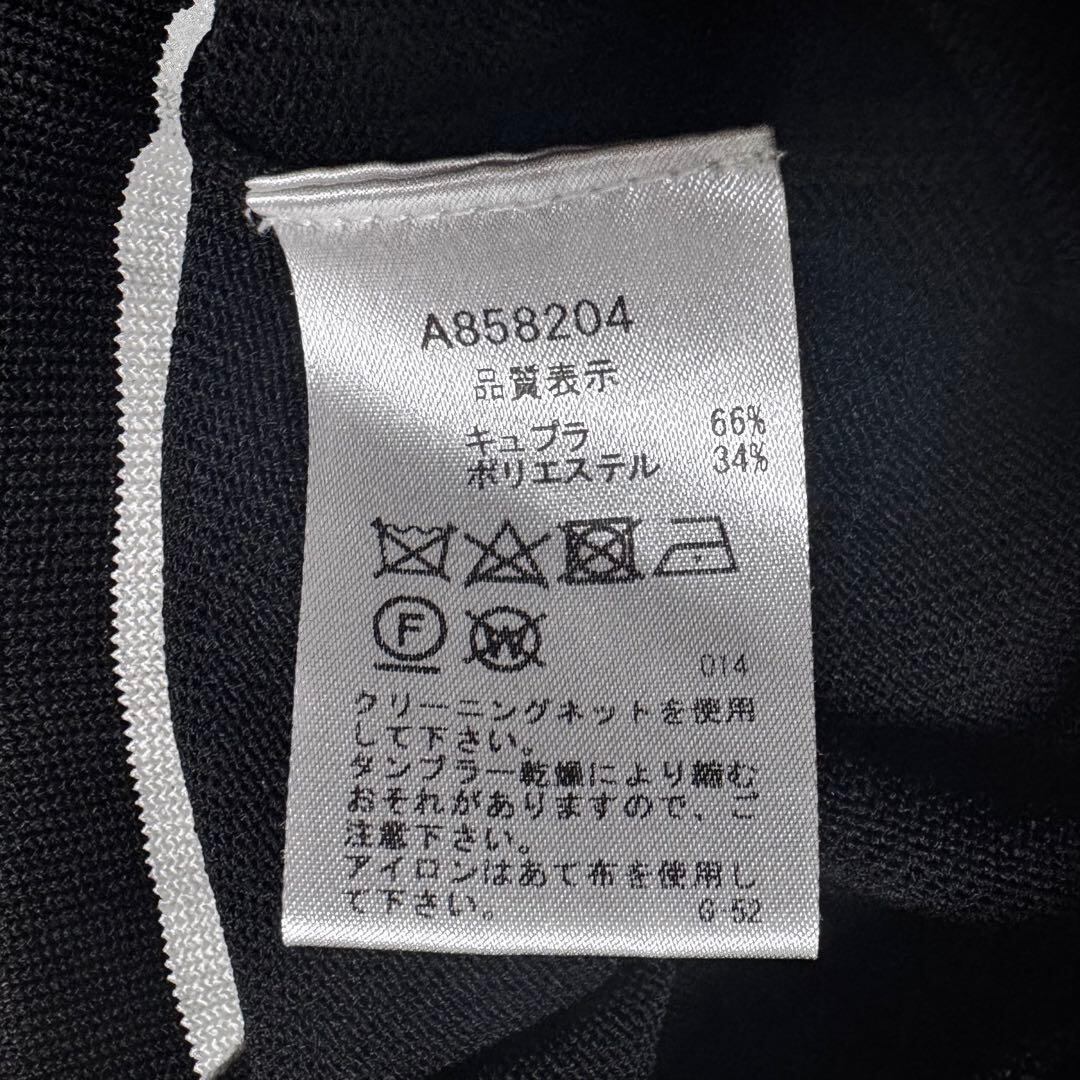 A858204
品質表示
キュプラ 66%
ポリエステル 34%
F W
014
クリーニングネットを使用
して下さい。
タンブラー乾燥により縮む
おそれがありますので、ご
注意下さい。
アイロンはあて布を使用し
て下さい。
G-52